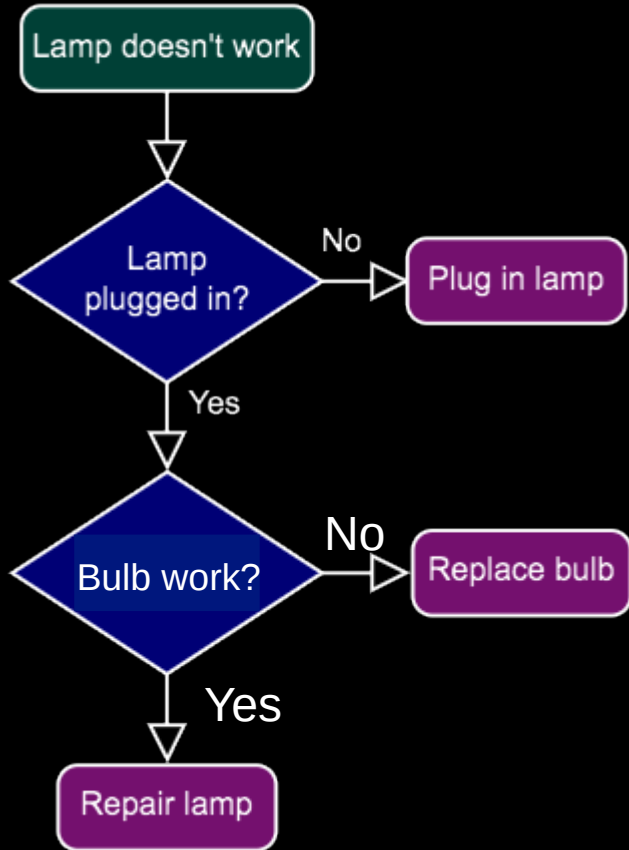 Lamp doesn't work
Lamp
plugged in?
No
Plug in lamp
Yes
Bulb work?
No
Replace bulb
Yes
Repair lamp